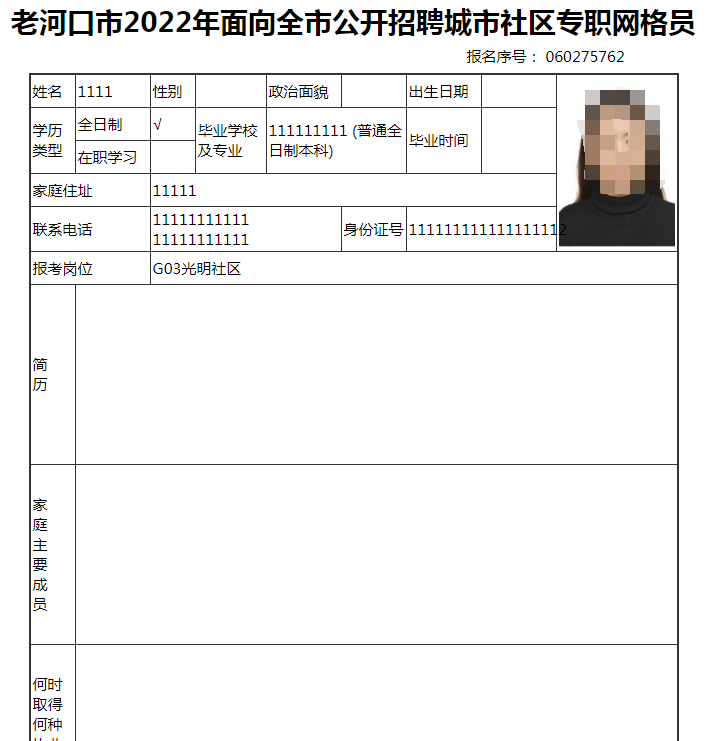 老河口市2022年面向全市公开招聘城市社区专职网格员
报名序号： 060275762
姓名 1111 性别 政治面貌 出生日期
学历
类型
全日制 √
在职学习
毕业学校
及专业
111111111 (普通全
日制本科)
毕业时间
家庭住址 11111
联系电话
11111111111
11111111111
身份证号 111111111111111112
报考岗位 G03光明社区
简
历
家
庭
主
要
成
员
何时
取得
何种